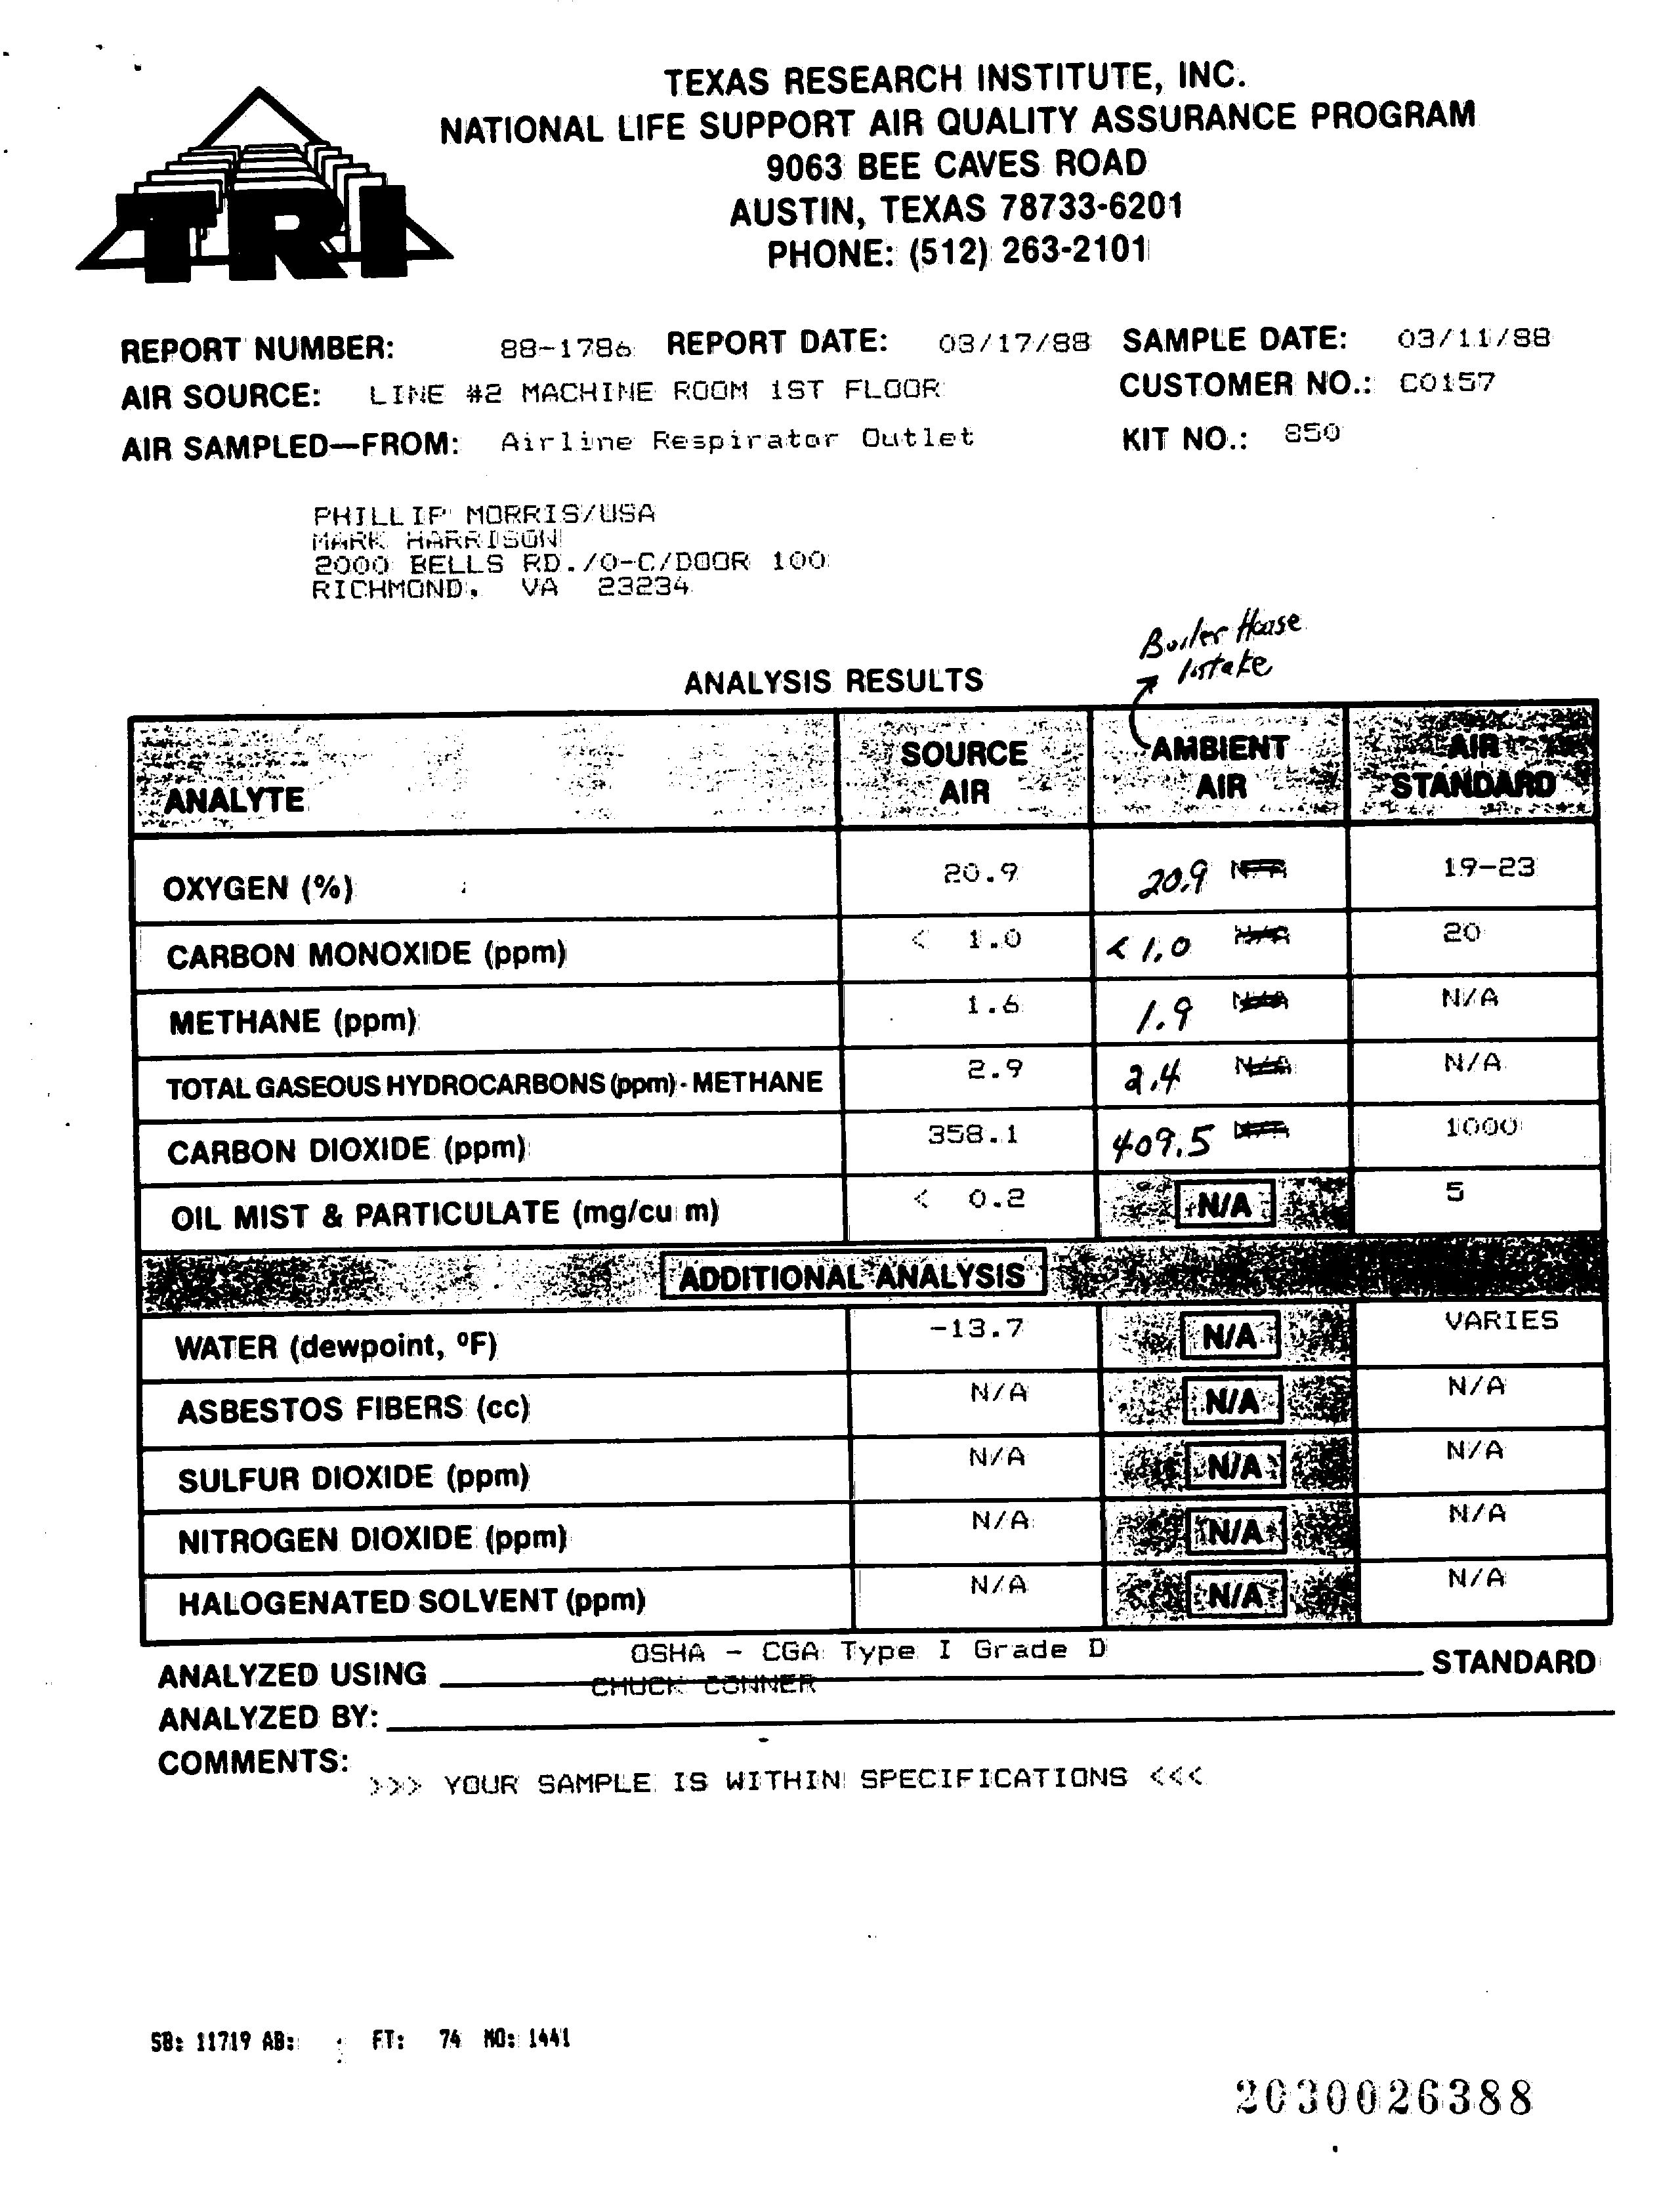 TRI
TEXAS RESEARCH INSTITUTE, INC.
NATIONAL LIFE SUPPORT AIR QUALITY ASSURANCE PROGRAM
9063 BEE CAVES ROAD
AUSTIN, TEXAS 78733-6201
PHONE: (512) 263-2101
REPORT NUMBER: 88-1786 REPORT DATE: 03/17/88 SAMPLE DATE: 03/11/88
AIR SOURCE: LINE #2 MACHINE ROOM 1ST FLOOR CUSTOMER NO.: C0157
AIR SAMPLED—FROM: Airline Respirator Outlet KIT NO.: 850
PHILLIP MORRIS/USA
MARK HARRISON
2000 BELLS RD./O-C/DOOR 100
RICHMOND, VA 23234
Boiler House
Intake
ANALYSIS RESULTS
ANALYTE SOURCE AIR AMBIENT AIR AIR STANDARD
OXYGEN (%) 20.9 20.9 N/A 19-23
CARBON MONOXIDE (ppm) < 1.0 < 1.0 N/A 20
METHANE (ppm) 1.6 1.9 N/A N/A
TOTAL GASEOUS HYDROCARBONS (ppm) - METHANE 2.9 2.4 N/A N/A
CARBON DIOXIDE (ppm) 358.1 409.5 N/A 1000
OIL MIST & PARTICULATE (mg/cu m) < 0.2 N/A 5
ADDITIONAL ANALYSIS
WATER (dewpoint, ºF) -13.7 N/A VARIES
ASBESTOS FIBERS (cc) N/A N/A N/A
SULFUR DIOXIDE (ppm) N/A N/A N/A
NITROGEN DIOXIDE (ppm) N/A N/A N/A
HALOGENATED SOLVENT (ppm) N/A N/A N/A
ANALYZED USING OSHA - CGA Type I Grade D STANDARD
CHUCK CONNER
ANALYZED BY:
COMMENTS:
>>> YOUR SAMPLE IS WITHIN SPECIFICATIONS <<<
SB: 11719 AB: FT: 74 MO: 1441
2030026388